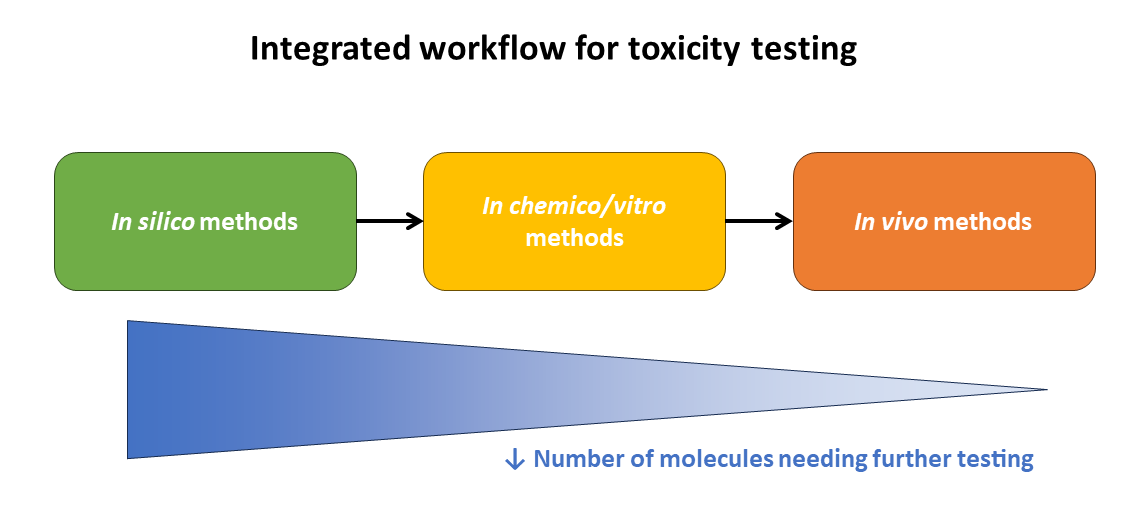 Integrated workflow for toxicity testing
In silico methods
In chemico/vitro
methods
In vivo methods
↓ Number of molecules needing further testing